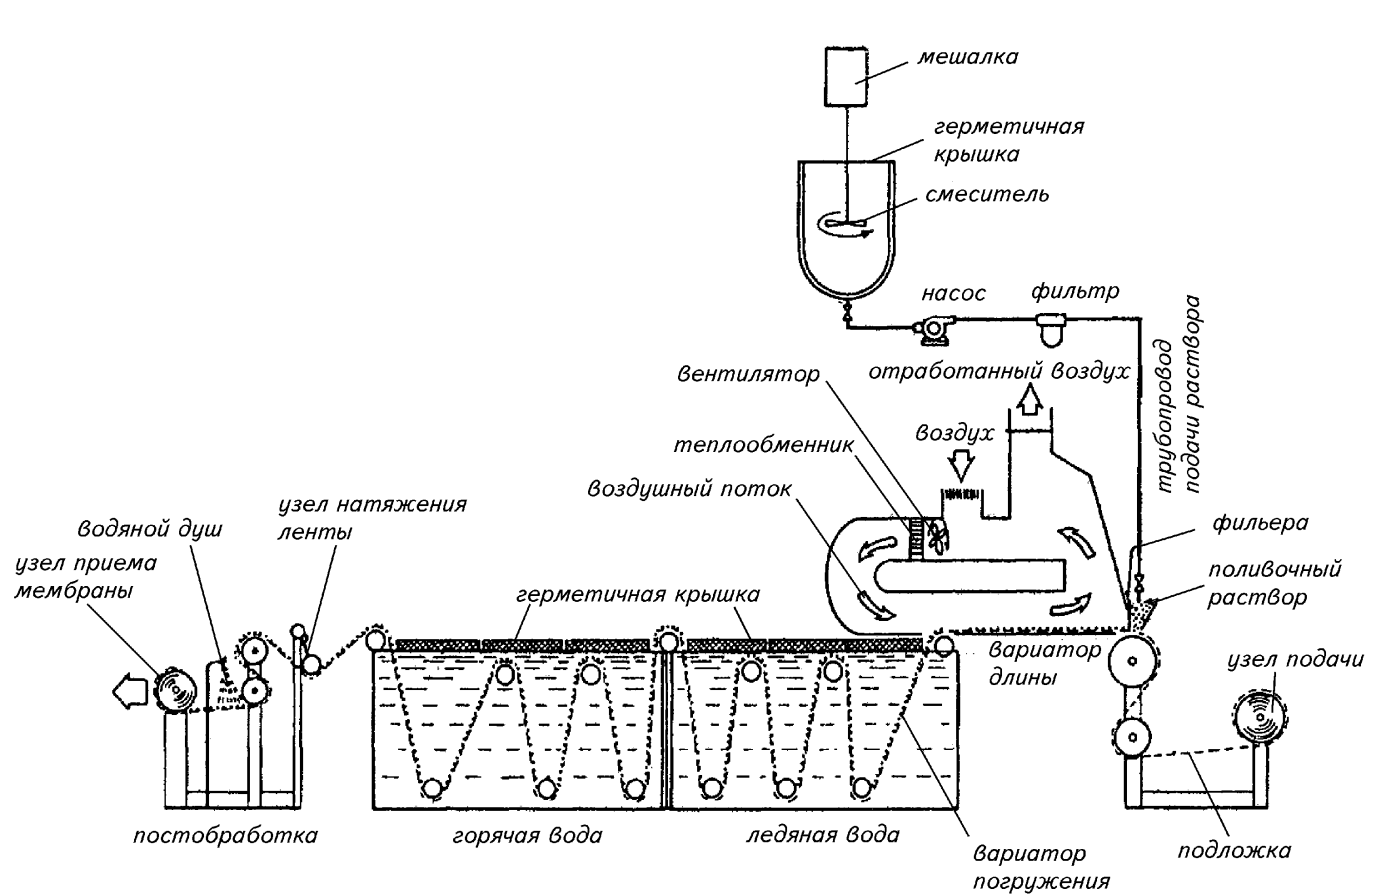 мешалка
герметичная
крышка
смеситель
насос
фильтр
трубопровод
подачи раствора
вентилятор
отработанный воздух
воздух
теплообменник
воздушный поток
узел натяжения
ленты
водяной душ
узел приема
мембраны
фильера
поливочный
раствор
герметичная крышка
вариатор
длины
узел подачи
постобработка
горячая вода
ледяная вода
вариатор
погружения
подложка